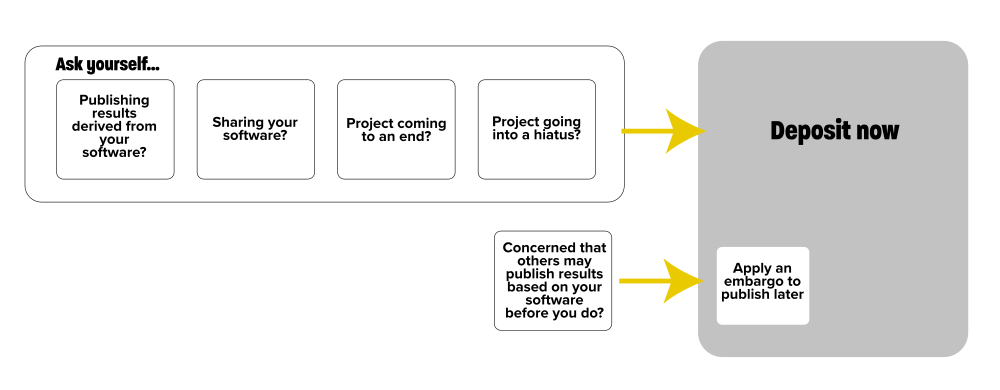 Ask yourself...
Publishing
results
derived from
your
software?
Sharing your
software?
Project coming
to an end?
Project going
into a hiatus?
Deposit now
Concerned that
others may
publish results
based on your
software
before you do?
Apply an
embargo to
publish later